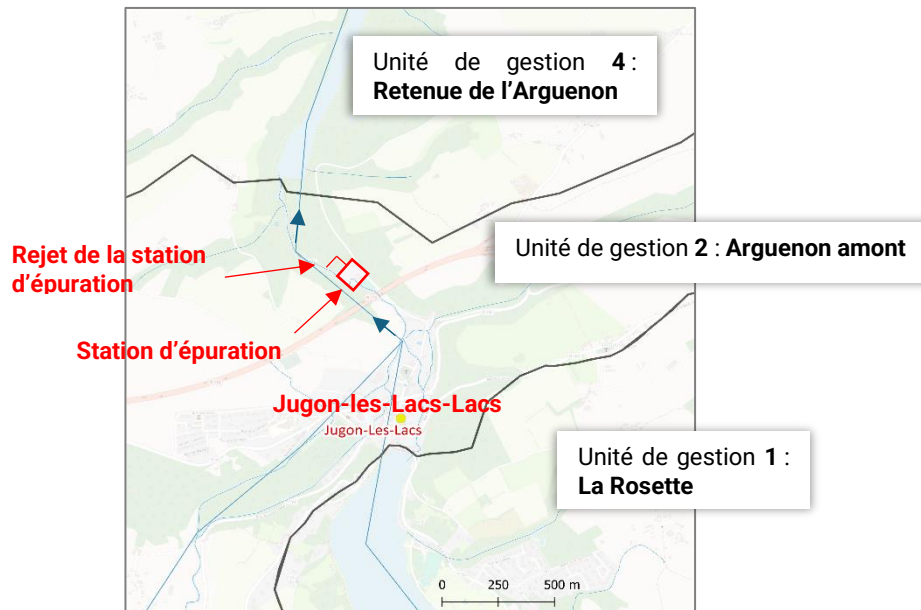 Unité de gestion 4 :
Retenue de l'Arguenon
Unité de gestion 2 : Arguenon amont
Rejet de la station
d'épuration
Station d'épuration
Jugon-les-Lacs-Lacs
Jugon-Les-Lacs
Unité de gestion 1 :
La Rosette
0 250 500 m